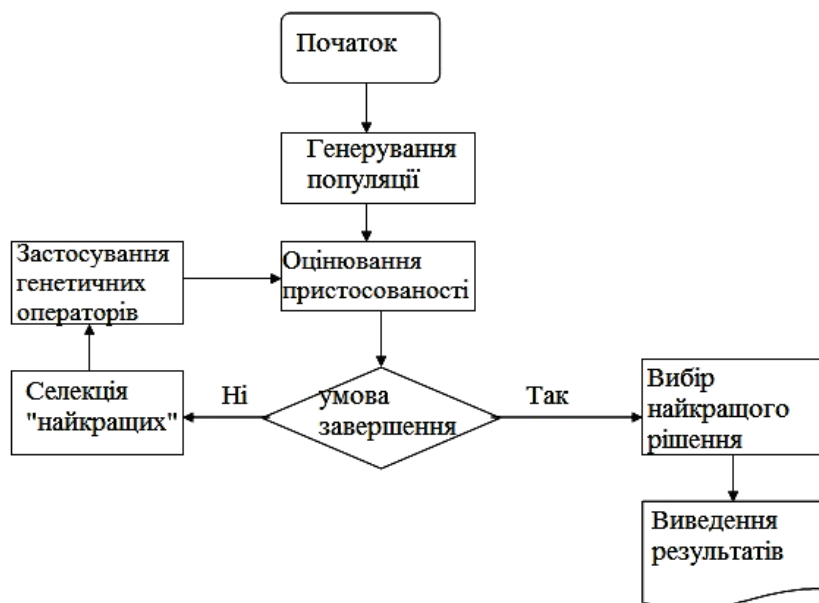 Початок
Генерування
популяції
Оцінювання
пристосованості
Застосування
генетичних
операторів
Селекція
"найкращих"
Ні
умова
завершення
Так
Вибір
найкращого
рішення
Виведення
результатів